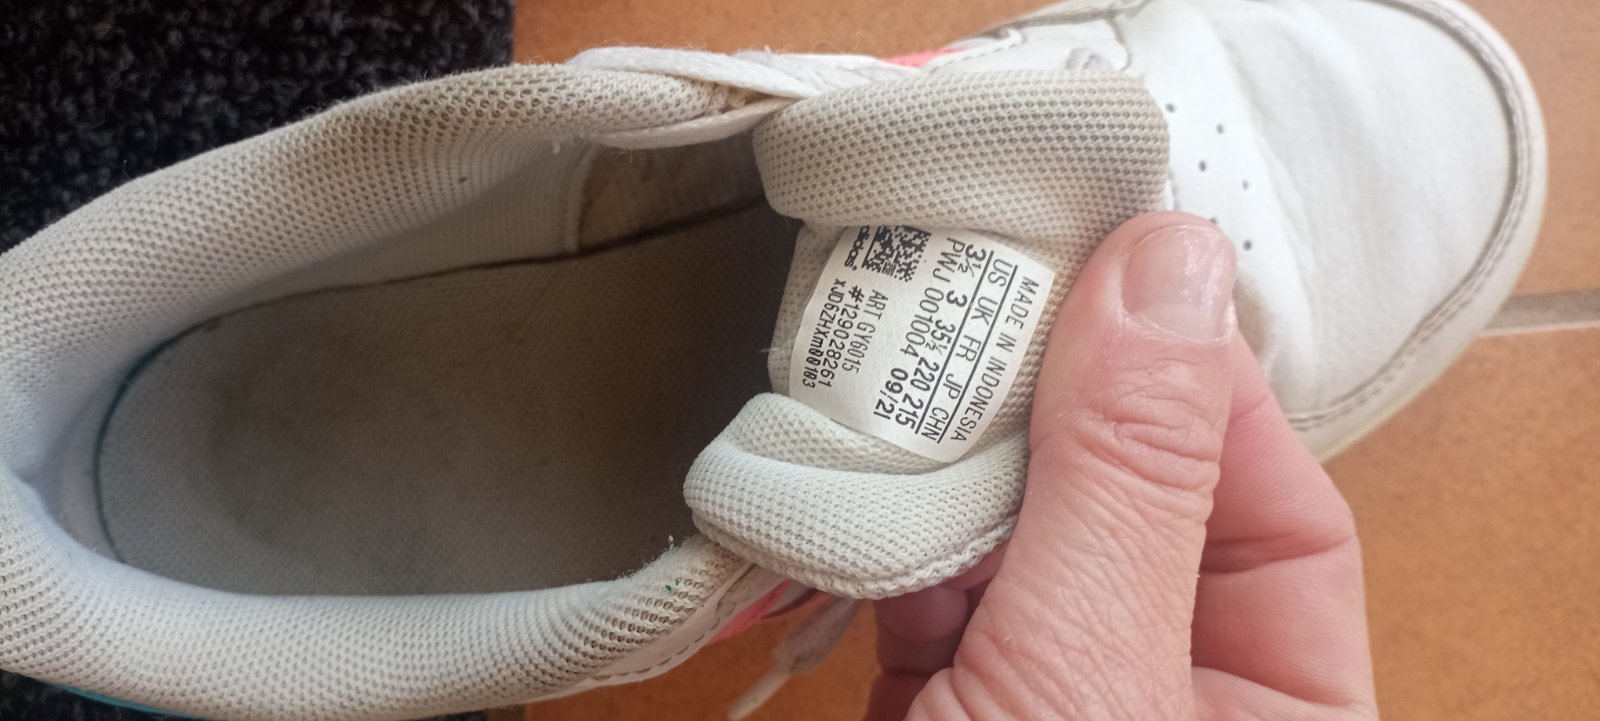 MADE IN INDONESIA
US UK FR JP CHN
3½ 3 35½ 220 215
PWJ 001004 09/21
ART GY6015
#129028261
XJD6ZHXm00103
adidas